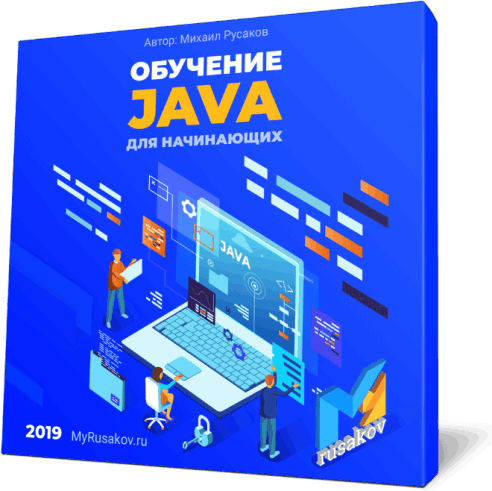 Автор: Михаил Русаков
ОБУЧЕНИЕ
JAVA
ДЛЯ НАЧИНАЮЩИХ
JAVA
rusakov
2019 MyRusakov.ru